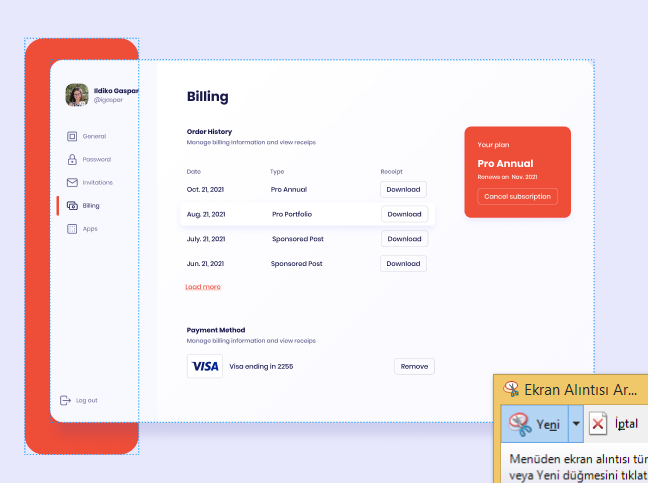 Ildiko Gaspar
@igaspar
General
Password
Invitations
Billing
Apps
Log out
Billing
Order History
Manage billing information and view receips
Date Type Receipt
Oct. 21, 2021 Pro Annual Download
Aug. 21, 2021 Pro Portfolio Download
July. 21, 2021 Sponsored Post Download
Jun. 21, 2021 Sponsored Post Download
Load more
Payment Method
Manage billing information and view receips
VISA Visa ending in 2255 Remove
Your plan
Pro Annual
Renews on Nov. 2021
Cancel subscription
Ekran Alıntısı Ar...
Yeni İptal
Menüden ekran alıntısı tür
veya Yeni düğmesini tıklat